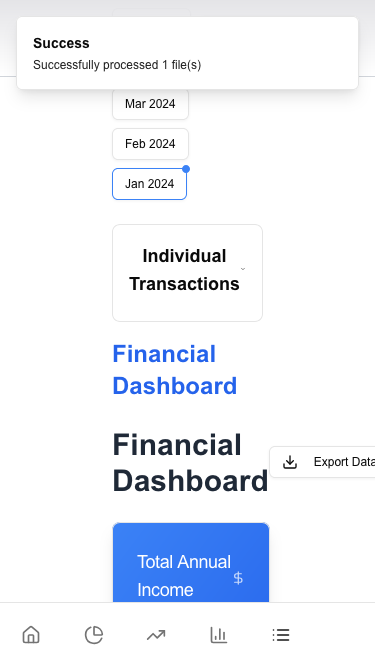 Success
Successfully processed 1 file(s)
Mar 2024
Feb 2024
Jan 2024
Individual
Transactions
Financial
Dashboard
Financial
Dashboard
Export Data
Total Annual
Income
$